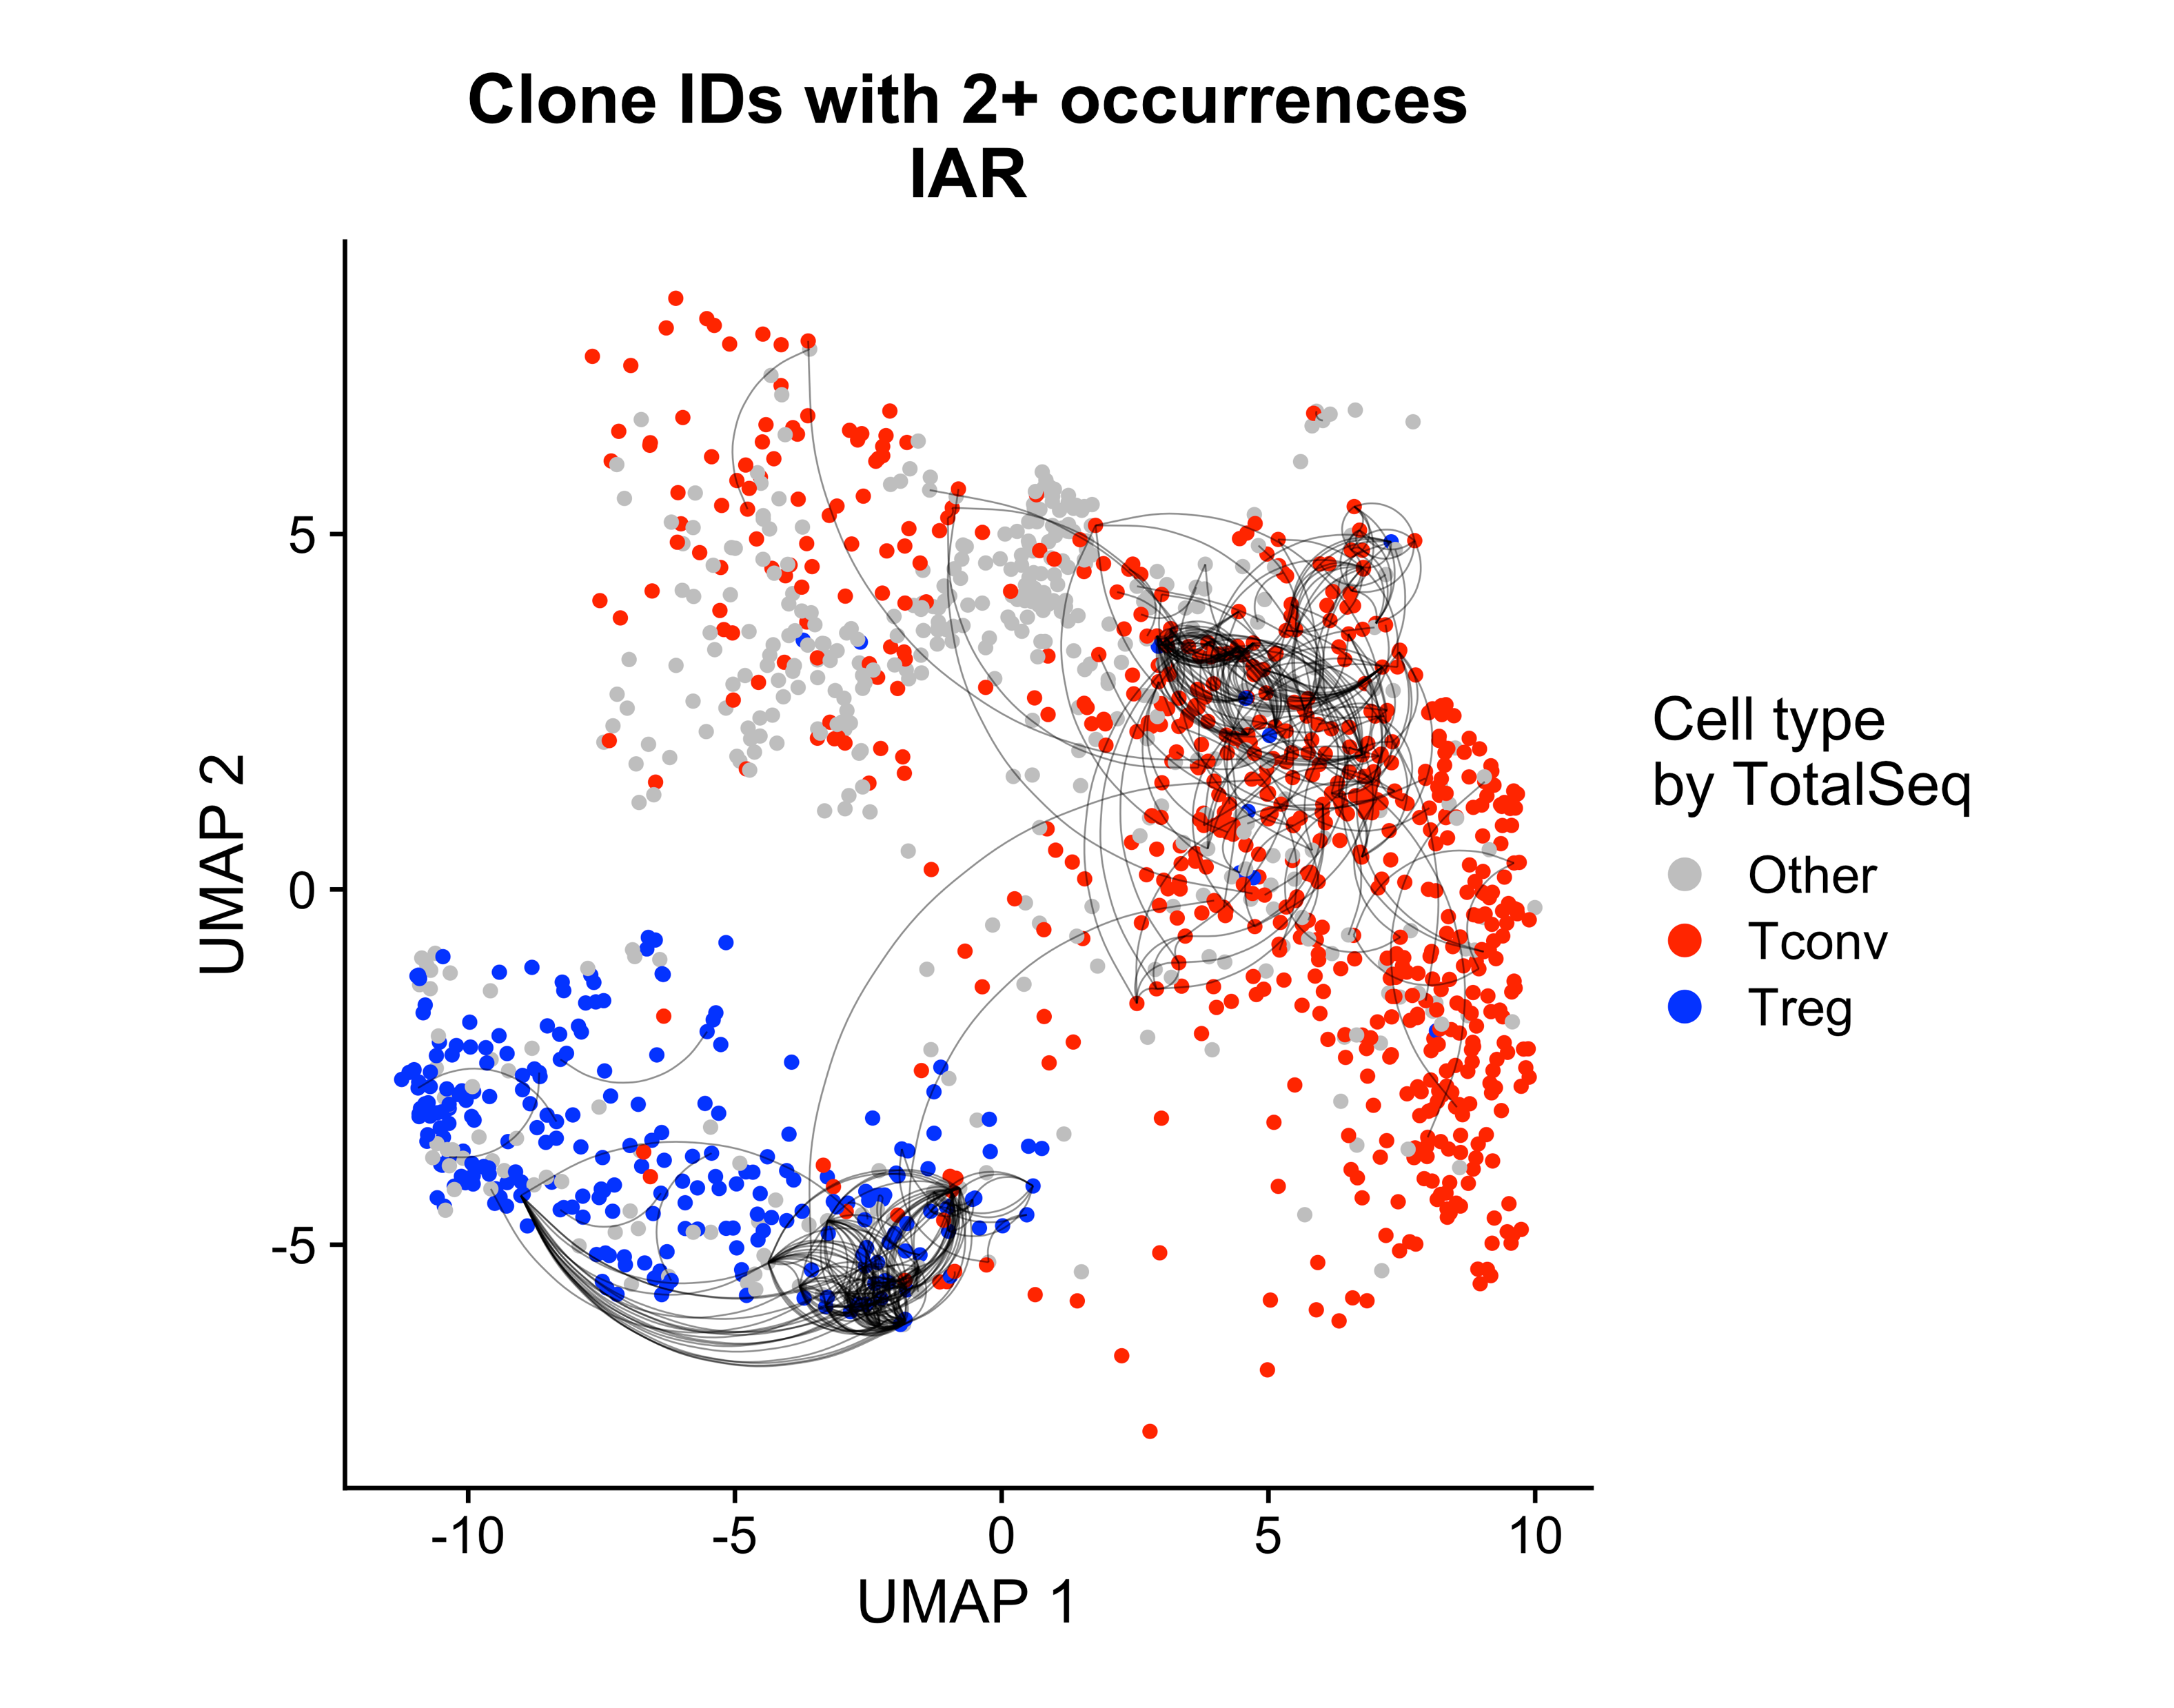 Clone IDs with 2+ occurrences
IAR
UMAP 2
5
0
-5
-10
-5
0
5
10
UMAP 1
Cell type
by TotalSeq
Other
Tconv
Treg